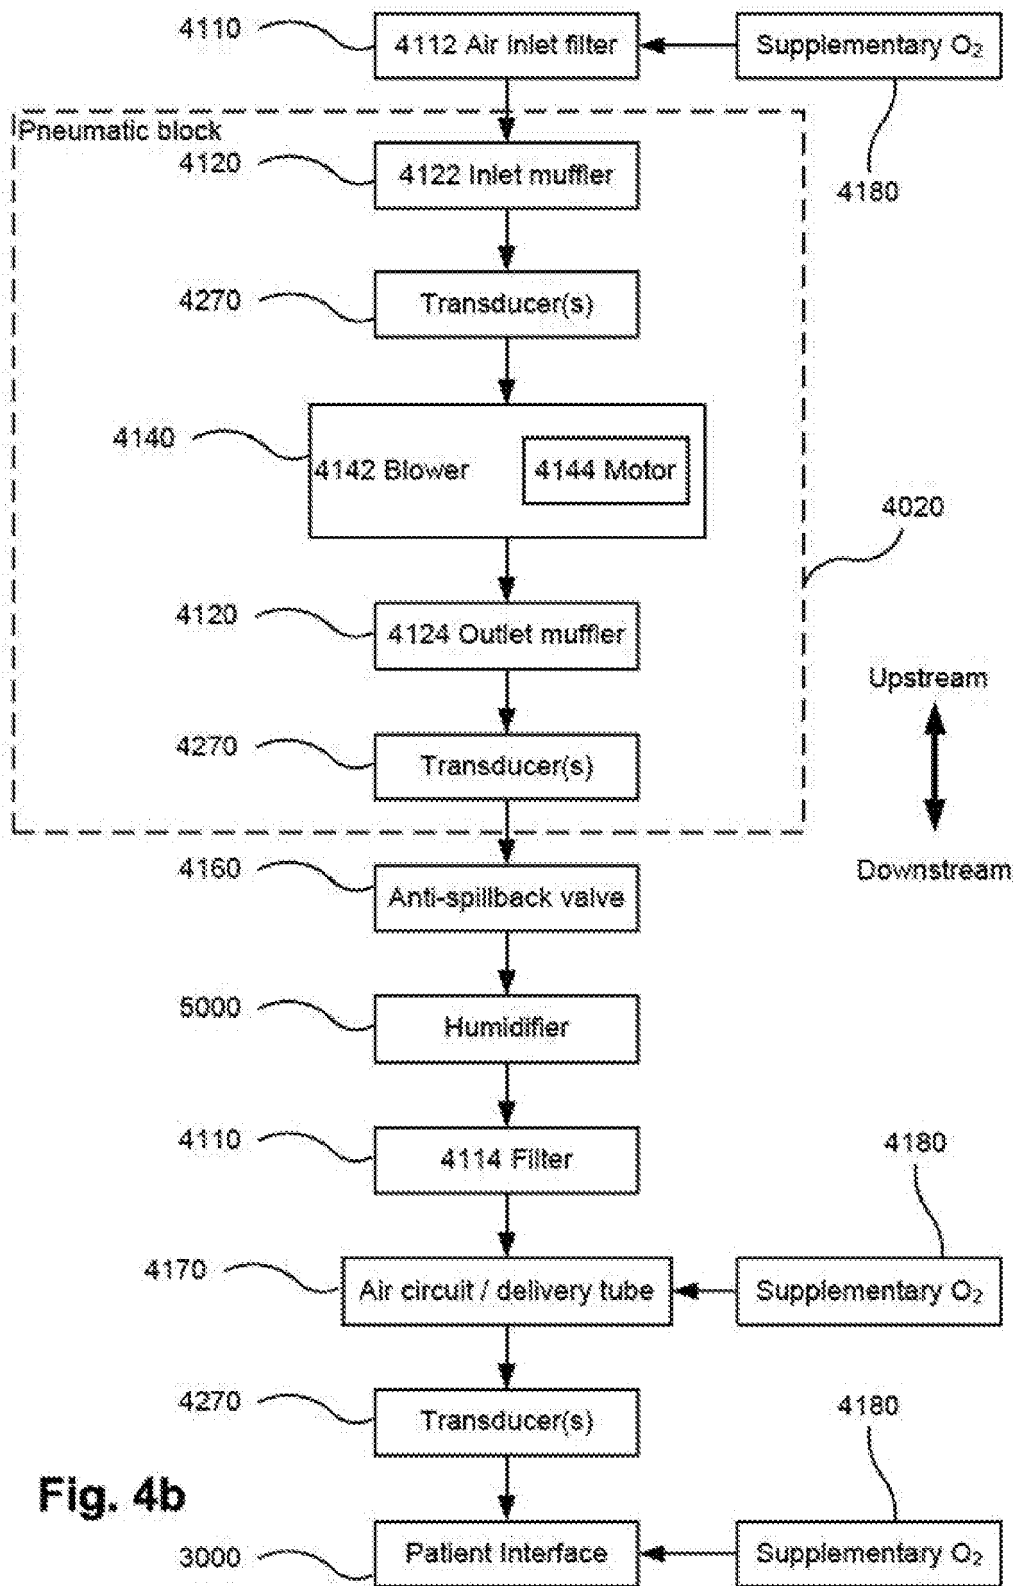 4110
4112 Air inlet filter
Supplementary O₂
Pneumatic block
4120
4122 Inlet muffler
4180
4270
Transducer(s)
4140
4142 Blower
4144 Motor
4020
4120
4124 Outlet muffler
Upstream
4270
Transducer(s)
4160
Anti-spillback valve
Downstream
5000
Humidifier
4110
4114 Filter
4180
4170
Air circuit / delivery tube
Supplementary O₂
4270
Transducer(s)
4180
Fig. 4b
3000
Patient Interface
Supplementary O₂